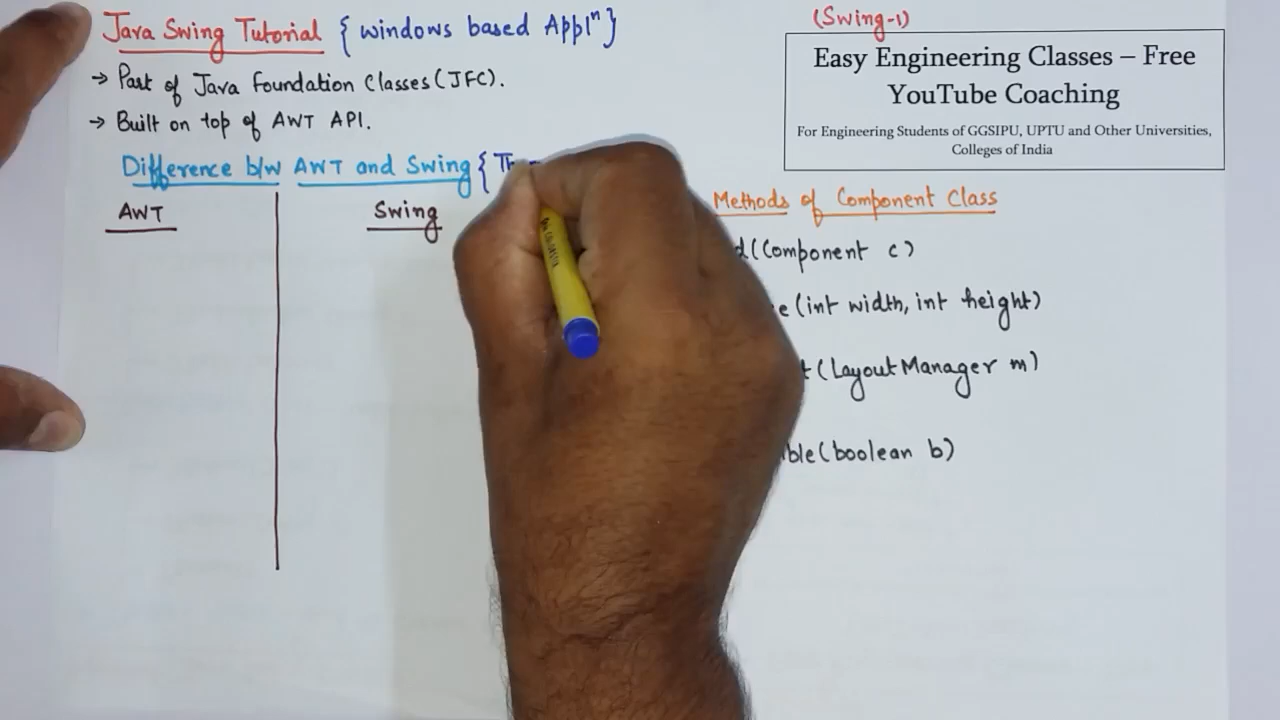 Java Swing Tutorial {windows based Applⁿ}
(Swing-1)
→ Part of Java Foundation Classes (JFC).
→ Built on top of AWT API.
Difference b/w AWT and Swing {
AWT
Swing
Easy Engineering Classes – Free
YouTube Coaching
For Engineering Students of GGSIPU, UPTU and Other Universities,
Colleges of India
Methods of Component Class
(Component c)
(int width, int height)
(LayoutManager m)
(boolean b)